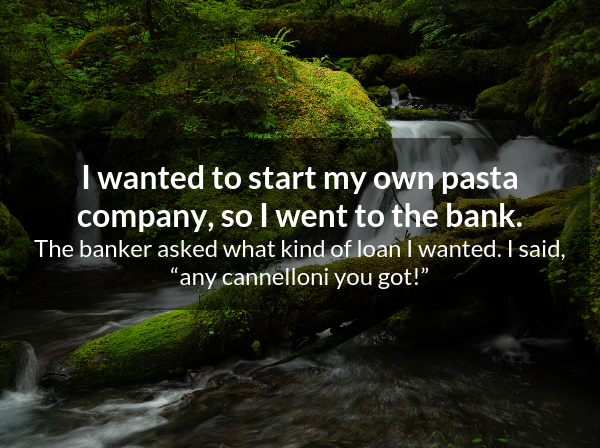 I wanted to start my own pasta
company, so I went to the bank.
The banker asked what kind of loan I wanted. I said,
“any cannelloni you got!”